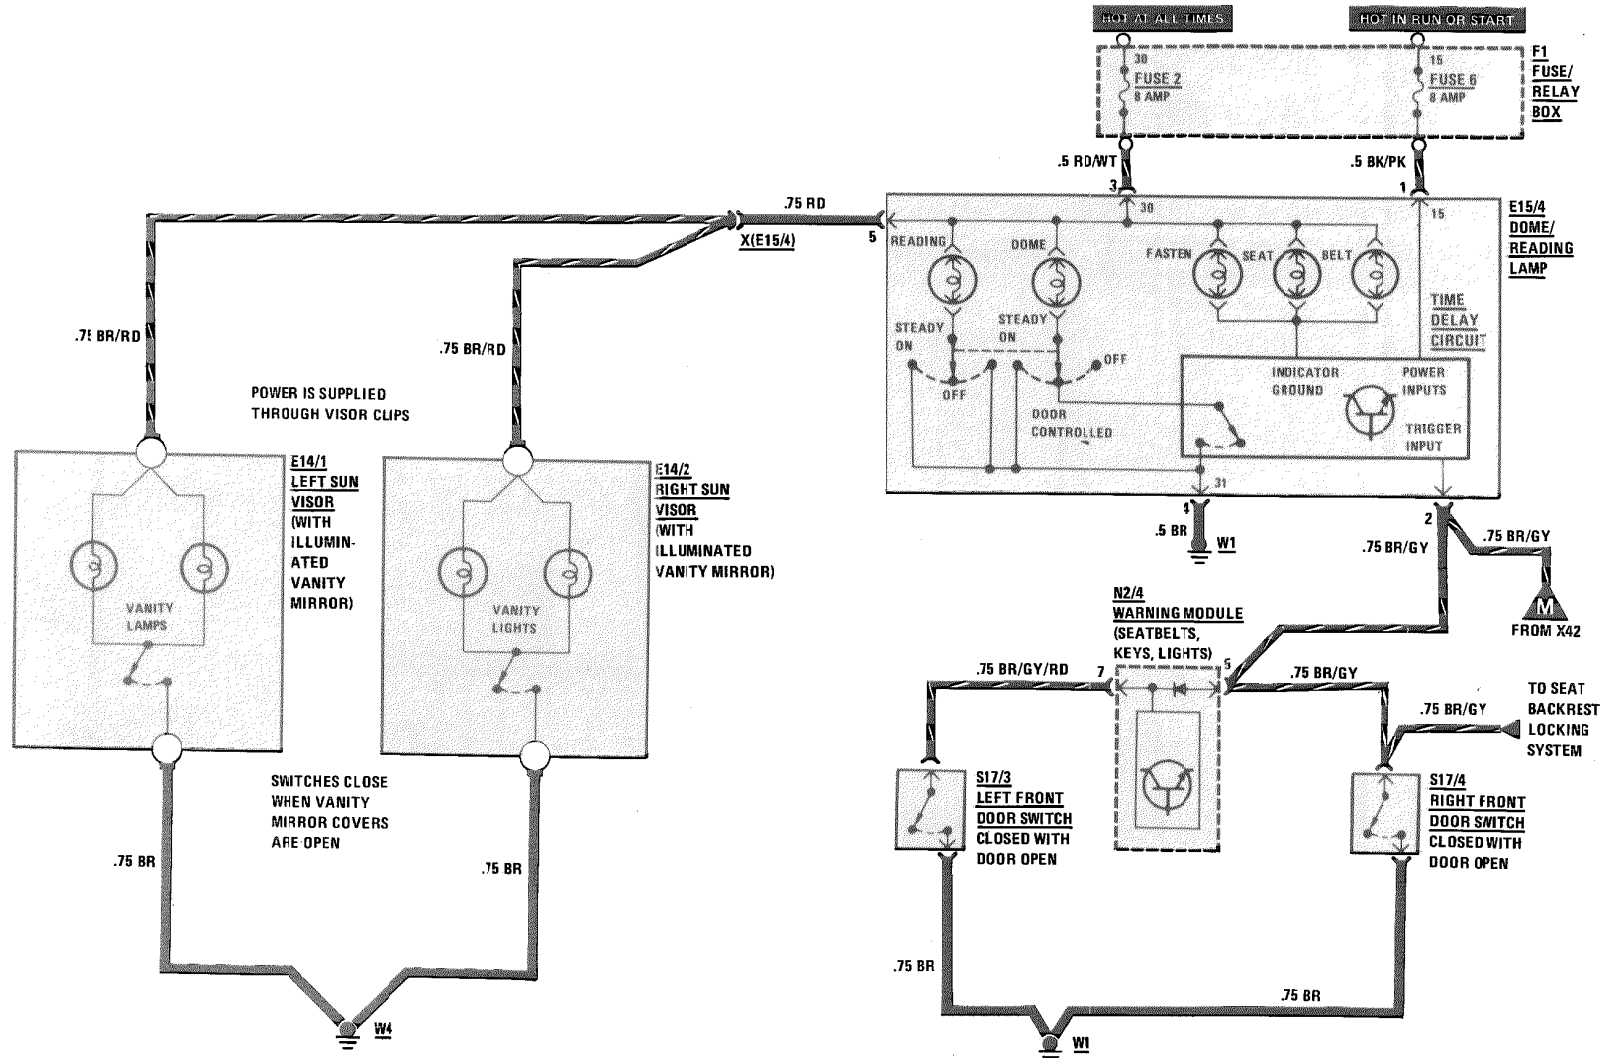 HOT AT ALL TIMES
HOT IN RUN OR START
30
FUSE 2
8 AMP
15
FUSE 6
8 AMP
F1
FUSE/
RELAY
BOX
.5 RD/WT
.5 BK/PK
3
1
.75 RD
X(E15/4)
5
30
15
E15/4
DOME/
READING
LAMP
READING
DOME
FASTEN
SEAT
BELT
STEADY
ON
STEADY
ON
TIME
DELAY
CIRCUIT
OFF
OFF
INDICATOR
GROUND
POWER
INPUTS
DOOR
CONTROLLED
TRIGGER
INPUT
31
.75 BR/RD
.75 BR/RD
POWER IS SUPPLIED
THROUGH VISOR CLIPS
E14/1
LEFT SUN
VISOR
(WITH
ILLUMIN-
ATED
VANITY
MIRROR)
E14/2
RIGHT SUN
VISOR
(WITH
ILLUMINATED
VANITY MIRROR)
VANITY
LAMPS
VANITY
LIGHTS
4
.5 BR
W1
2
.75 BR/GY
.75 BR/GY
M
FROM X42
N2/4
WARNING MODULE
(SEATBELTS,
KEYS, LIGHTS)
.75 BR/GY/RD
7
5
.75 BR/GY
.75 BR/GY
TO SEAT
BACKREST
LOCKING
SYSTEM
SWITCHES CLOSE
WHEN VANITY
MIRROR COVERS
ARE OPEN
S17/3
LEFT FRONT
DOOR SWITCH
CLOSED WITH
DOOR OPEN
S17/4
RIGHT FRONT
DOOR SWITCH
CLOSED WITH
DOOR OPEN
.75 BR
.75 BR
.75 BR
.75 BR
W4
W1